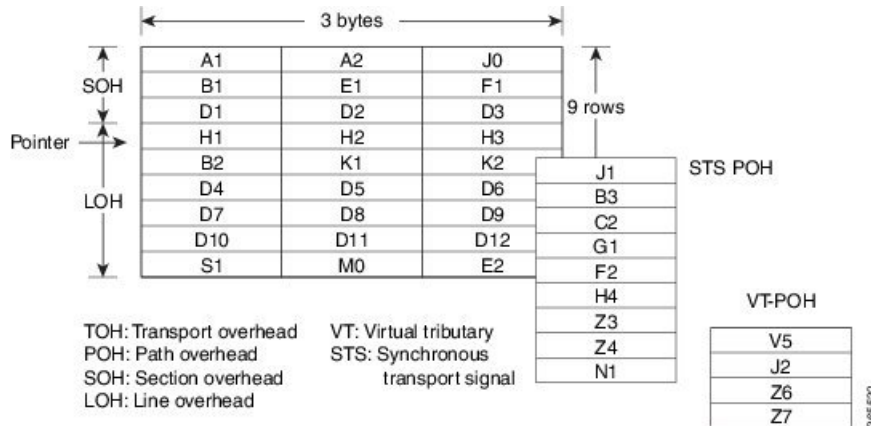 3 bytes
SOH
Pointer
LOH
A1 A2 J0
B1 E1 F1
D1 D2 D3
H1 H2 H3
B2 K1 K2
D4 D5 D6
D7 D8 D9
D10 D11 D12
S1 M0 E2
9 rows
STS POH
J1
B3
C2
G1
F2
H4
Z3
Z4
N1
VT-POH
V5
J2
Z6
Z7
TOH: Transport overhead
POH: Path overhead
SOH: Section overhead
LOH: Line overhead
VT: Virtual tributary
STS: Synchronous
transport signal